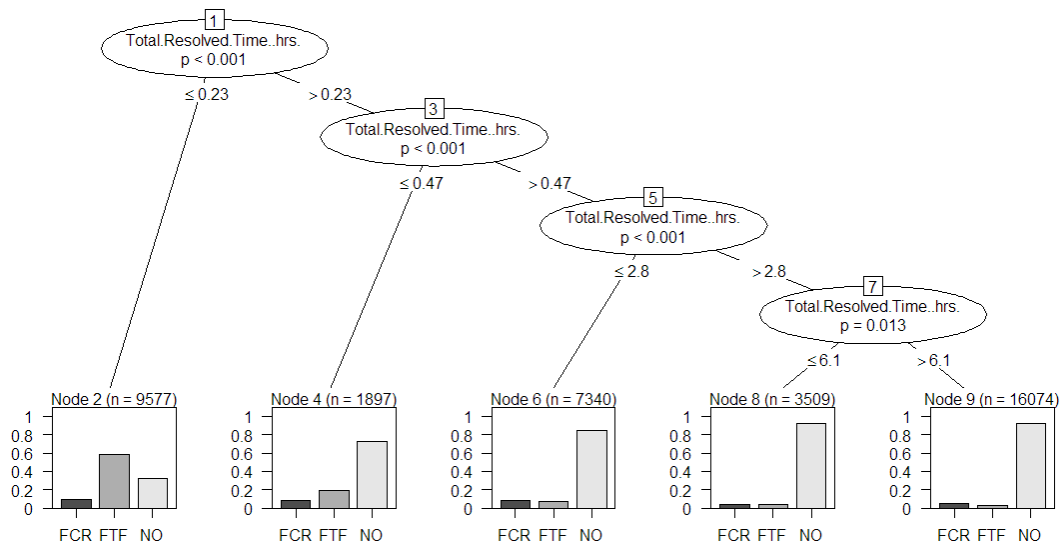 1
Total.Resolved.Time..hrs.
p < 0.001
≤ 0.23
> 0.23
3
Total.Resolved.Time..hrs.
p < 0.001
≤ 0.47
> 0.47
5
Total.Resolved.Time..hrs.
p < 0.001
≤ 2.8
> 2.8
7
Total.Resolved.Time..hrs.
p = 0.013
≤ 6.1
> 6.1
Node 2 (n = 9577)
1
0.8
0.6
0.4
0.2
0
FCR FTF NO
Node 4 (n = 1897)
1
0.8
0.6
0.4
0.2
0
FCR FTF NO
Node 6 (n = 7340)
1
0.8
0.6
0.4
0.2
0
FCR FTF NO
Node 8 (n = 3509)
1
0.8
0.6
0.4
0.2
0
FCR FTF NO
Node 9 (n = 16074)
1
0.8
0.6
0.4
0.2
0
FCR FTF NO